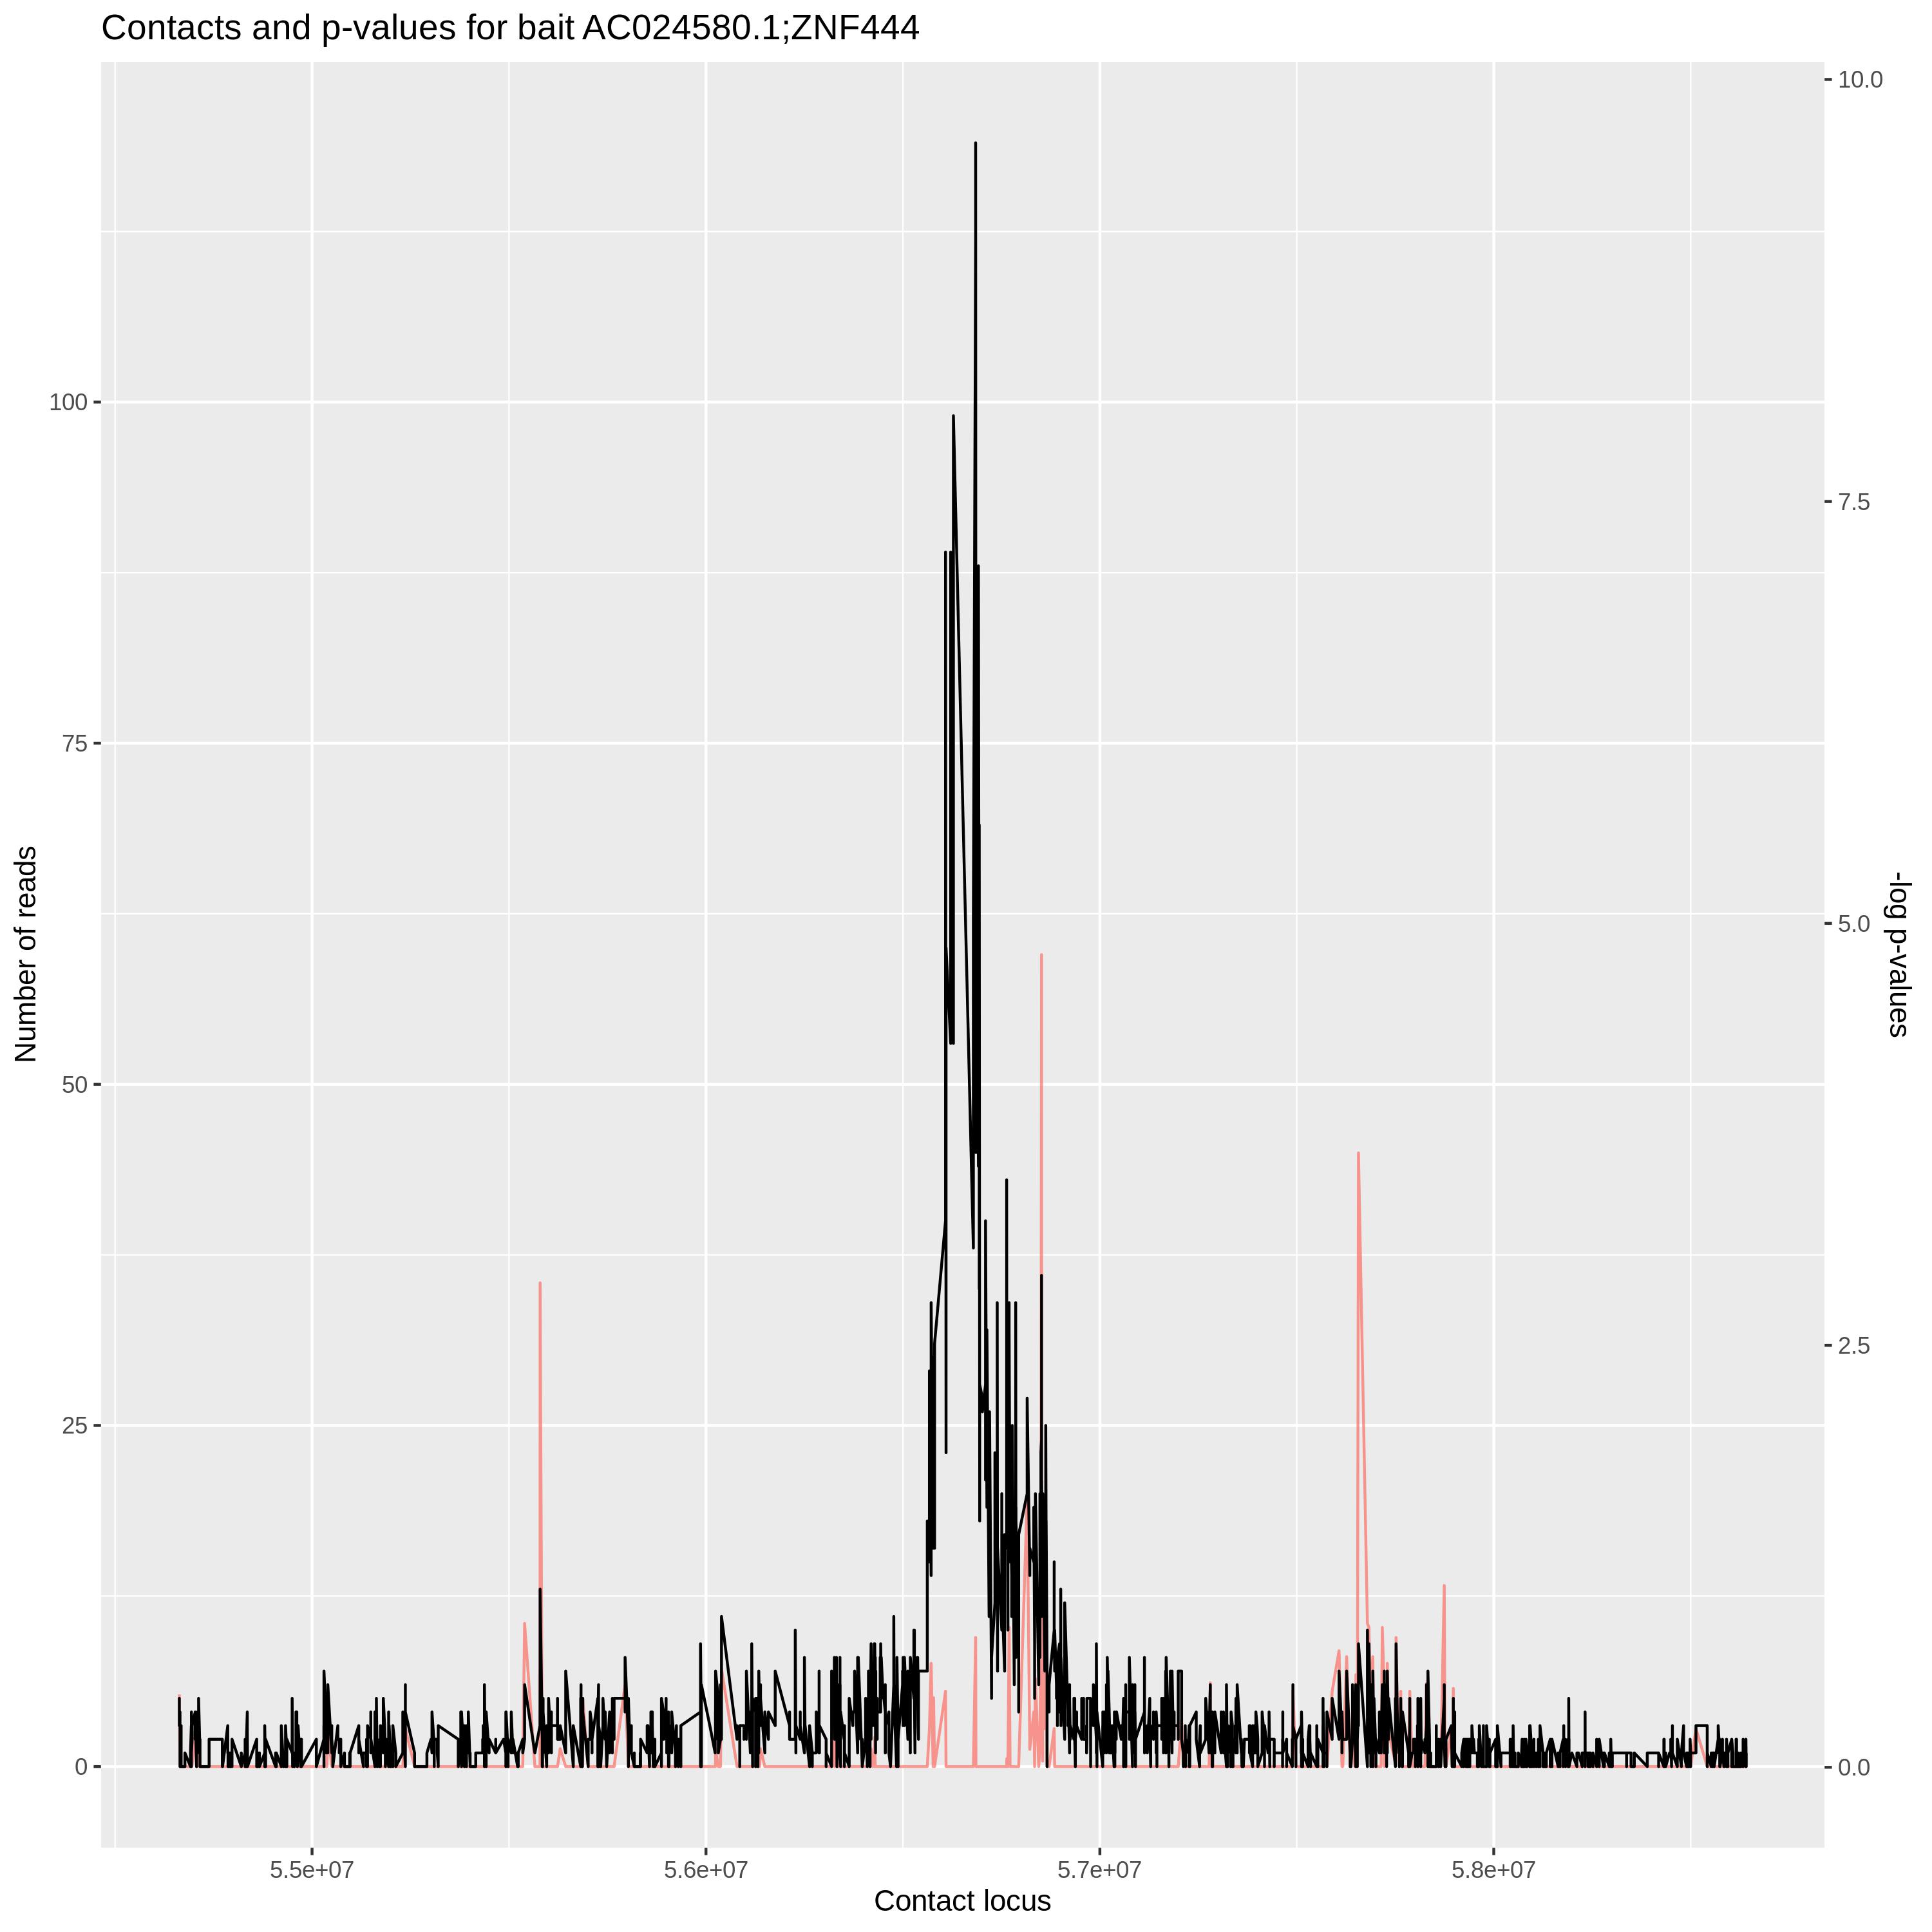 Contacts and p-values for bait AC024580.1;ZNF444
10.0
100
7.5
75
5.0
Number of reads
-log p-values
50
2.5
25
0
0.0
5.5e+07
5.6e+07
5.7e+07
5.8e+07
Contact locus